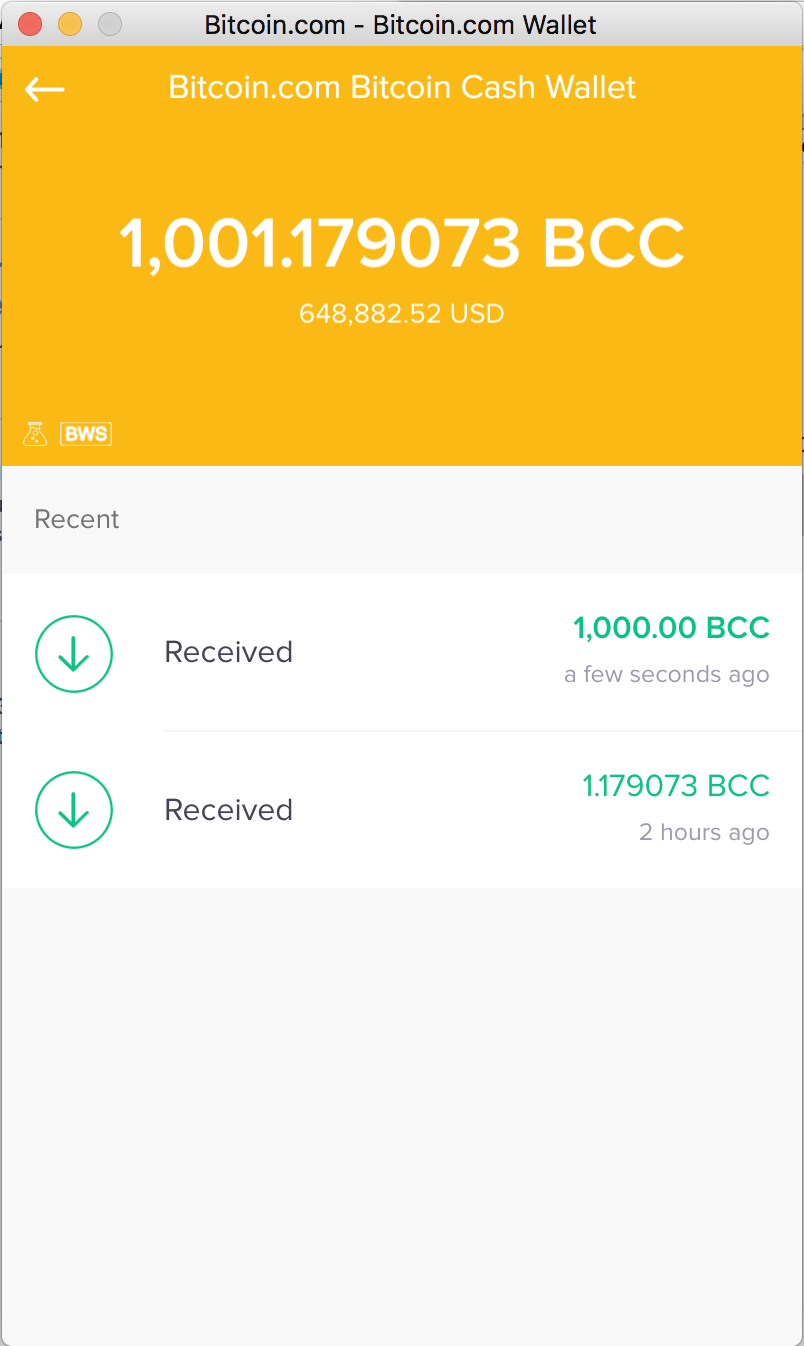 Bitcoin.com - Bitcoin.com Wallet
Bitcoin.com Bitcoin Cash Wallet
1,001.179073 BCC
648,882.52 USD
BWS
Recent
Received
1,000.00 BCC
a few seconds ago
Received
1.179073 BCC
2 hours ago